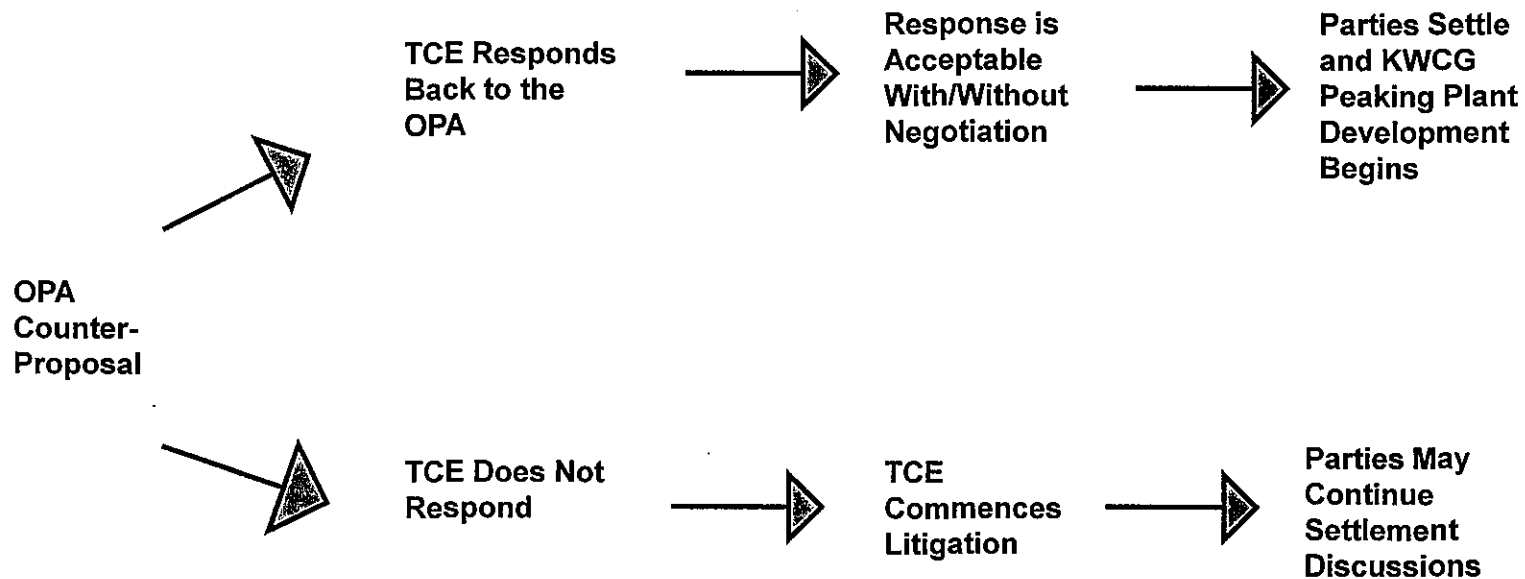 TCE Responds
Back to the
OPA
Response is
Acceptable
With/Without
Negotiation
Parties Settle
and KWCG
Peaking Plant
Development
Begins
OPA
Counter-
Proposal
TCE Does Not
Respond
TCE
Commences
Litigation
Parties May
Continue
Settlement
Discussions